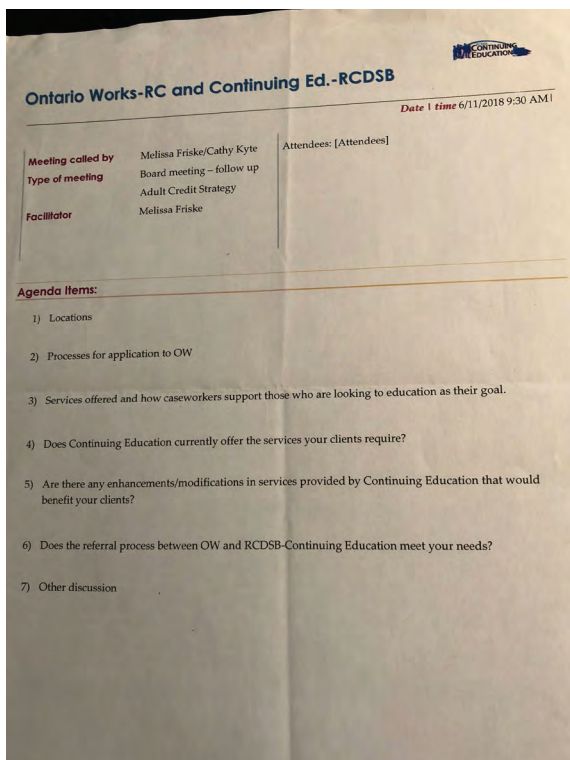 CONTINUING
EDUCATION
Ontario Works-RC and Continuing Ed.-RCDSB
Date | time 6/11/2018 9:30 AM
Meeting called by Melissa Friske/Cathy Kyte
Type of meeting Board meeting – follow up
Adult Credit Strategy
Facilitator Melissa Friske
Attendees: [Attendees]
Agenda Items:
1) Locations
2) Processes for application to OW
3) Services offered and how caseworkers support those who are looking to education as their goal.
4) Does Continuing Education currently offer the services your clients require?
5) Are there any enhancements/modifications in services provided by Continuing Education that would
benefit your clients?
6) Does the referral process between OW and RCDSB-Continuing Education meet your needs?
7) Other discussion